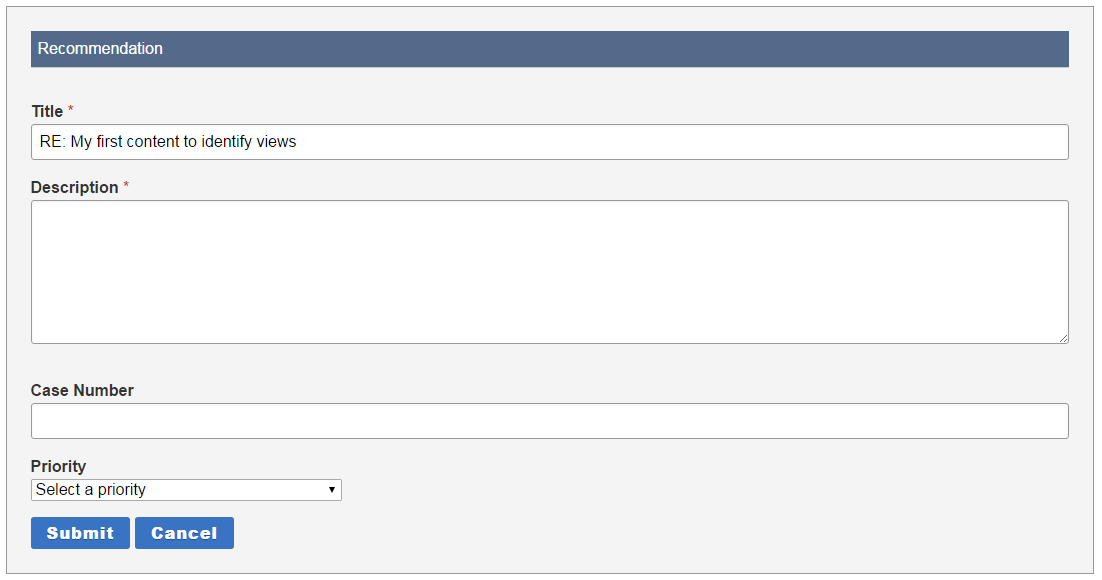 Recommendation
Title *
RE: My first content to identify views
Description *
Case Number
Priority
Select a priority
Submit Cancel